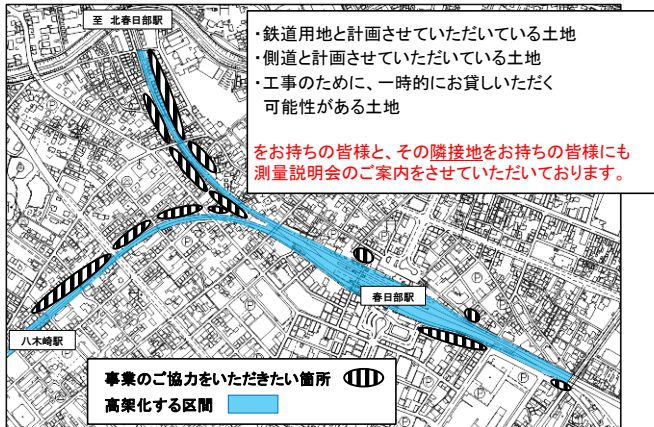 至 北春日部駅
・鉄道用地と計画させていただいている土地
・側道と計画させていただいている土地
・工事のために、一時的にお貸しいただく
可能性がある土地
をお持ちの皆様と、その隣接地をお持ちの皆様にも
測量説明会のご案内をさせていただいております。
春日部駅
八木崎駅
事業のご協力をいただきたい箇所
高架化する区間